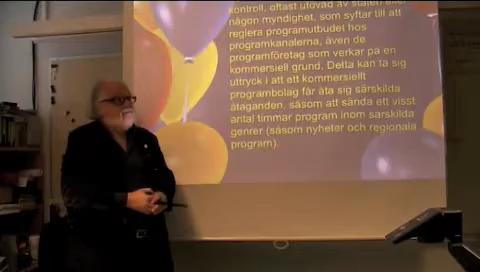 kontroll, oftast utövad av staten eller
någon myndighet, som syftar till att
reglera programutbudet hos
programkanalerna, även de
programföretag som verkar på en
kommersiell grund. Detta kan ta sig
uttryck i att ett kommersiellt
programbolag får åta sig särskilda
åtaganden, såsom att sända ett visst
antal timmar program inom särskilda
genrer (såsom nyheter och regionala
program).